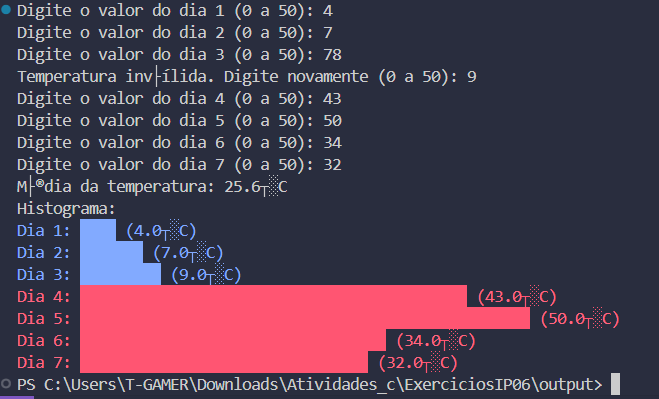 Digite o valor do dia 1 (0 a 50): 4
Digite o valor do dia 2 (0 a 50): 7
Digite o valor do dia 3 (0 a 50): 78
Temperatura inv├ílida. Digite novamente (0 a 50): 9
Digite o valor do dia 4 (0 a 50): 43
Digite o valor do dia 5 (0 a 50): 50
Digite o valor do dia 6 (0 a 50): 34
Digite o valor do dia 7 (0 a 50): 32
M├®dia da temperatura: 25.6┬░C
Histograma:
Dia 1: (4.0┬░C)
Dia 2: (7.0┬░C)
Dia 3: (9.0┬░C)
Dia 4: (43.0┬░C)
Dia 5: (50.0┬░C)
Dia 6: (34.0┬░C)
Dia 7: (32.0┬░C)
PS C:\Users\T-GAMER\Downloads\Atividades_c\ExerciciosIP06\output>